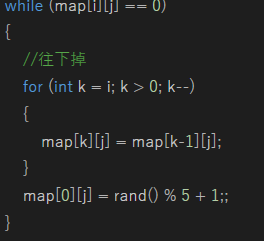 while (map[i][j] == 0)
{
//往下掉
for (int k = i; k > 0; k--)
{
map[k][j] = map[k-1][j];
}
map[0][j] = rand() % 5 + 1;;
}